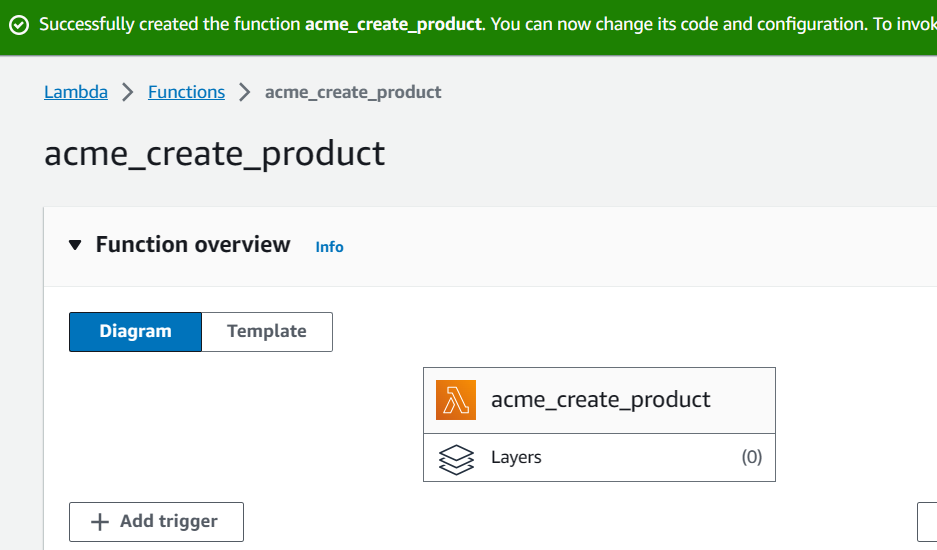 Successfully created the function acme_create_product. You can now change its code and configuration. To
Lambda > Functions > acme_create_product
acme_create_product
Function overview Info
Diagram Template
acme_create_product
Layers (0)
+ Add trigger